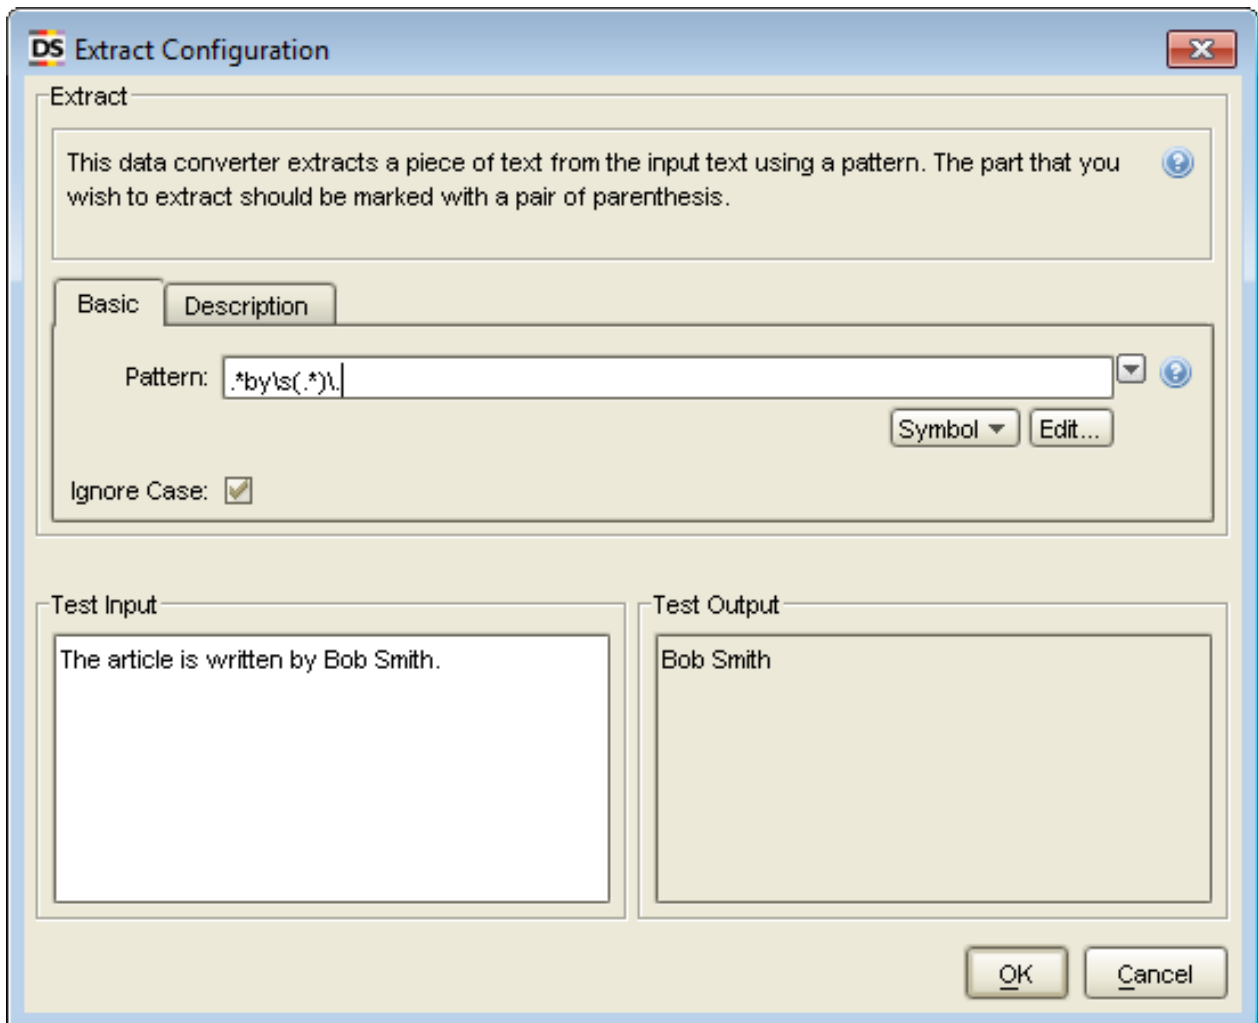 DS Extract Configuration
Extract
This data converter extracts a piece of text from the input text using a pattern. The part that you
wish to extract should be marked with a pair of parenthesis.
Basic Description
Pattern: .*by\s(.*)\.
Symbol Edit...
Ignore Case:
Test Input
The article is written by Bob Smith.
Test Output
Bob Smith
OK Cancel